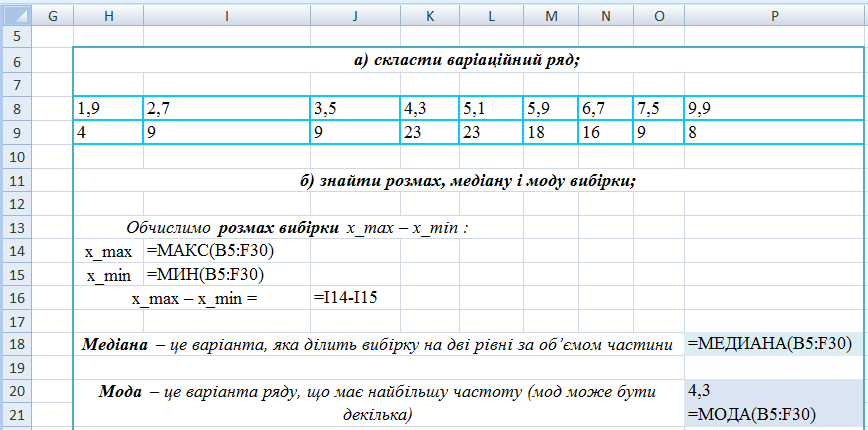 G H I J K L M N O P
5
6 а) скласти варіаційний ряд;
7
8 1,9 2,7 3,5 4,3 5,1 5,9 6,7 7,5 9,9
9 4 9 9 23 23 18 16 9 8
10
11 б) знайти розмах, медіану і моду вибірки;
12
13 Обчислимо розмах вибірки x_max – x_min :
14 x_max =МАКС(B5:F30)
15 x_min =МИН(B5:F30)
16 x_max – x_min = =I14-I15
17
18 Медіана – це варіанта, яка ділить вибірку на дві рівні за об’ємом частини =МЕДИАНА(B5:F30)
19
20 Мода – це варіанта ряду, що має найбільшу частоту (мод може бути 4,3
21 декілька) =МОДА(B5:F30)